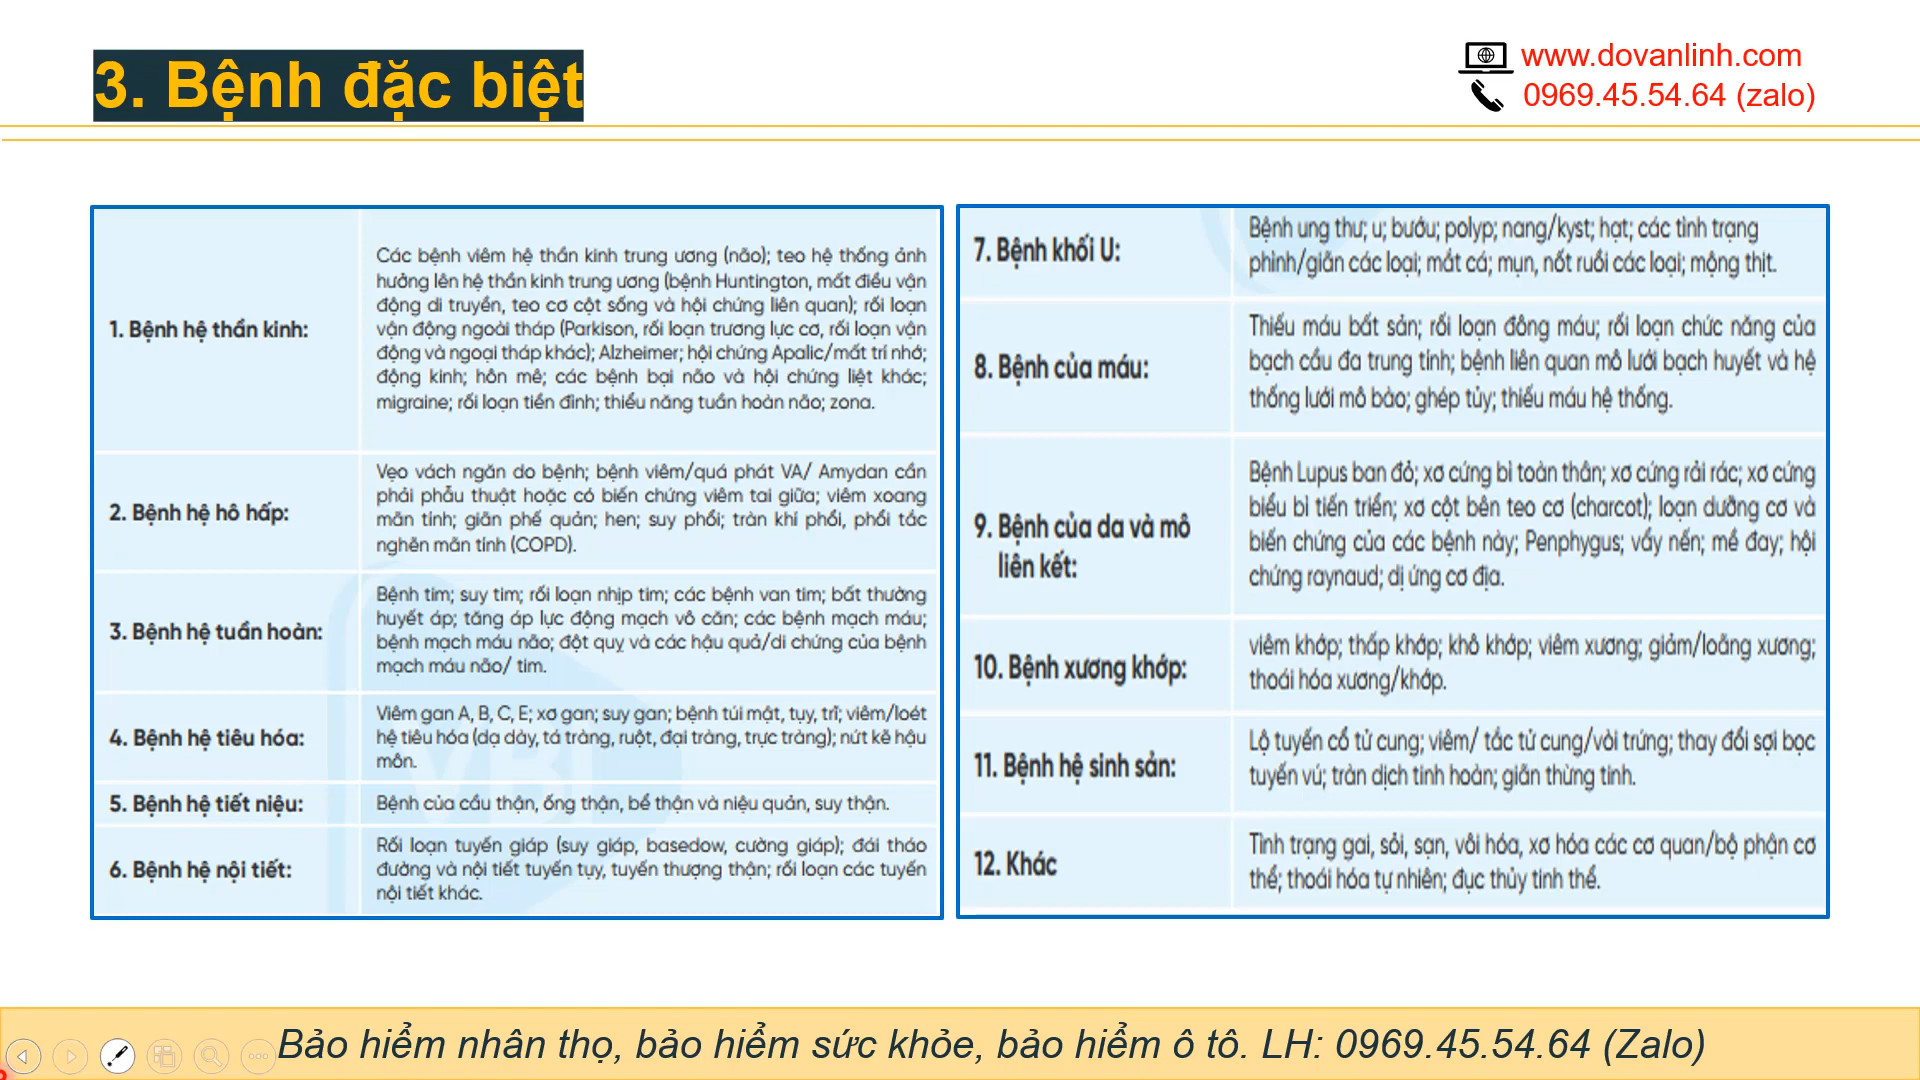 3. Bệnh đặc biệt
www.dovanlinh.com
0969.45.54.64 (zalo)
1. Bệnh hệ thần kinh:
Các bệnh viêm hệ thần kinh trung ương (não); teo hệ thống ảnh
hưởng lên hệ thần kinh trung ương (bệnh Huntington, mất điều vận
động di truyền, teo cơ cột sống và hội chứng liên quan); rối loạn
vận động ngoài tháp (Parkison, rối loạn trương lực cơ, rối loạn vận
động và ngoại tháp khác); Alzheimer; hội chứng Apalic/mất trí nhớ;
động kinh; hôn mê; các bệnh bại não và hội chứng liệt khác;
migraine; rối loạn tiền đình; thiểu năng tuần hoàn não; zona.
2. Bệnh hệ hô hấp:
Vẹo vách ngăn do bệnh; bệnh viêm/quá phát VA/ Amydan cần
phải phẫu thuật hoặc có biến chứng viêm tai giữa; viêm xoang
mãn tính; giãn phế quản; hen; suy phổi; tràn khí phổi, phổi tắc
nghẽn mãn tính (COPD).
3. Bệnh hệ tuần hoàn:
Bệnh tim; suy tim; rối loạn nhịp tim; các bệnh van tim; bất thường
huyết áp; tăng áp lực động mạch vô căn; các bệnh mạch máu;
bệnh mạch máu não; đột quỵ và các hậu quả/di chứng của bệnh
mạch máu não/ tim.
4. Bệnh hệ tiêu hóa:
Viêm gan A, B, C, E; xơ gan; suy gan; bệnh túi mật, tụy, trĩ; viêm/loét
hệ tiêu hóa (dạ dày, tá tràng, ruột, đại tràng, trực tràng); nứt kẽ hậu
môn.
5. Bệnh hệ tiết niệu:
Bệnh của cầu thận, ống thận, bể thận và niệu quản, suy thận.
6. Bệnh hệ nội tiết:
Rối loạn tuyến giáp (suy giáp, basedow, cường giáp); đái tháo
đường và nội tiết tuyến tụy, tuyến thượng thận; rối loạn các tuyến
nội tiết khác.
VBI
7. Bệnh khối U:
Bệnh ung thư; u; bướu; polyp; nang/kyst; hạt; các tình trạng
phình/giãn các loại; mắt cá; mụn, nốt ruồi các loại; mộng thịt.
8. Bệnh của máu:
Thiếu máu bất sản; rối loạn đông máu; rối loạn chức năng của
bạch cầu đa trung tính; bệnh liên quan mô lưới bạch huyết và hệ
thống lưới mô bào; ghép tủy; thiếu máu hệ thống.
9. Bệnh của da và mô
liên kết:
Bệnh Lupus ban đỏ; xơ cứng bì toàn thân; xơ cứng rải rác; xơ cứng
biểu bì tiến triển; xơ cột bên teo cơ (charcot); loạn dưỡng cơ và
biến chứng của các bệnh này; Penphygus; vẩy nến; mề đay; hội
chứng raynaud; dị ứng cơ địa.
10. Bệnh xương khớp:
viêm khớp; thấp khớp; khô khớp; viêm xương; giảm/loãng xương;
thoái hóa xương/khớp.
11. Bệnh hệ sinh sản:
Lộ tuyến cổ tử cung; viêm/ tắc tử cung/vòi trứng; thay đổi sợi bọc
tuyến vú; tràn dịch tinh hoàn; giãn thừng tinh.
12. Khác
Tình trạng gai, sỏi, sạn, vôi hóa, xơ hóa các cơ quan/bộ phận cơ
thể; thoái hóa tự nhiên; đục thủy tinh thể.
Bảo hiểm nhân thọ, bảo hiểm sức khỏe, bảo hiểm ô tô. LH: 0969.45.54.64 (Zalo)